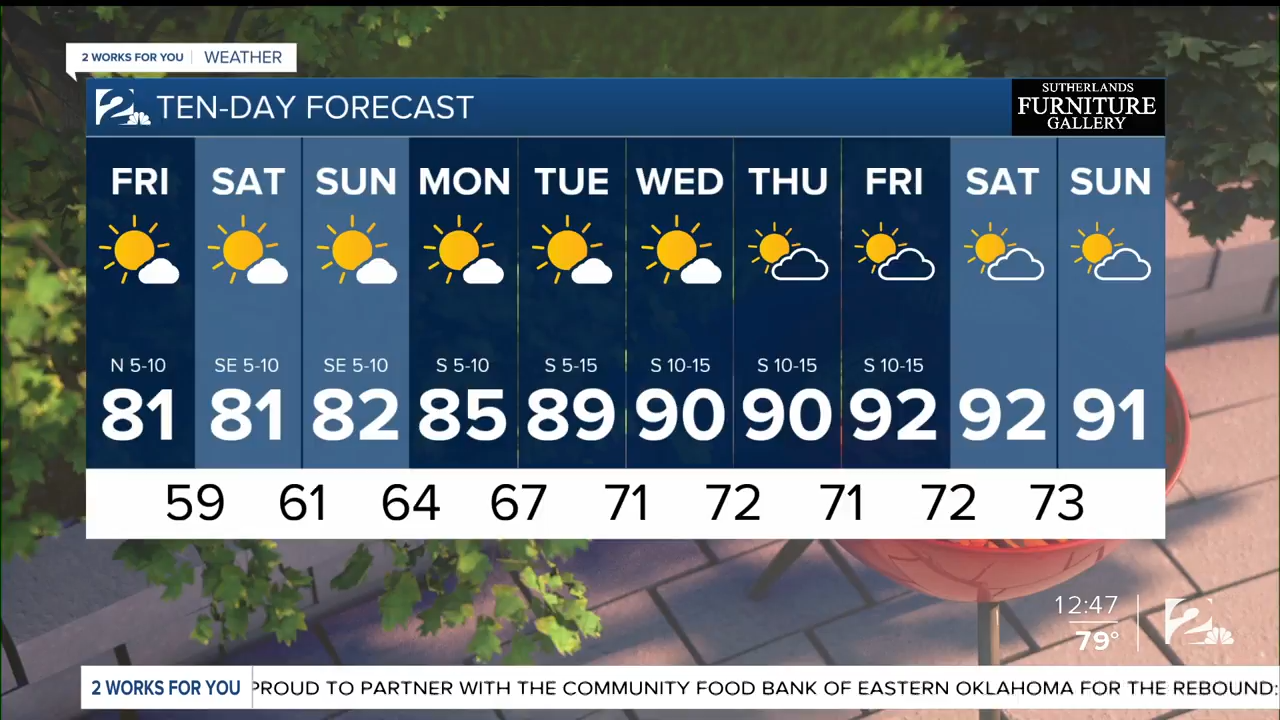 2 WORKS FOR YOU | WEATHER
2 TEN-DAY FORECAST
SUTHERLANDS
FURNITURE
GALLERY
FRI SAT SUN MON TUE WED THU FRI SAT SUN
N 5-10 SE 5-10 SE 5-10 S 5-10 S 5-15 S 10-15 S 10-15 S 10-15
81 81 82 85 89 90 90 92 92 91
59 61 64 67 71 72 71 72 73
12:47
79°
2
2 WORKS FOR YOU PROUD TO PARTNER WITH THE COMMUNITY FOOD BANK OF EASTERN OKLAHOMA FOR THE REBOUND: